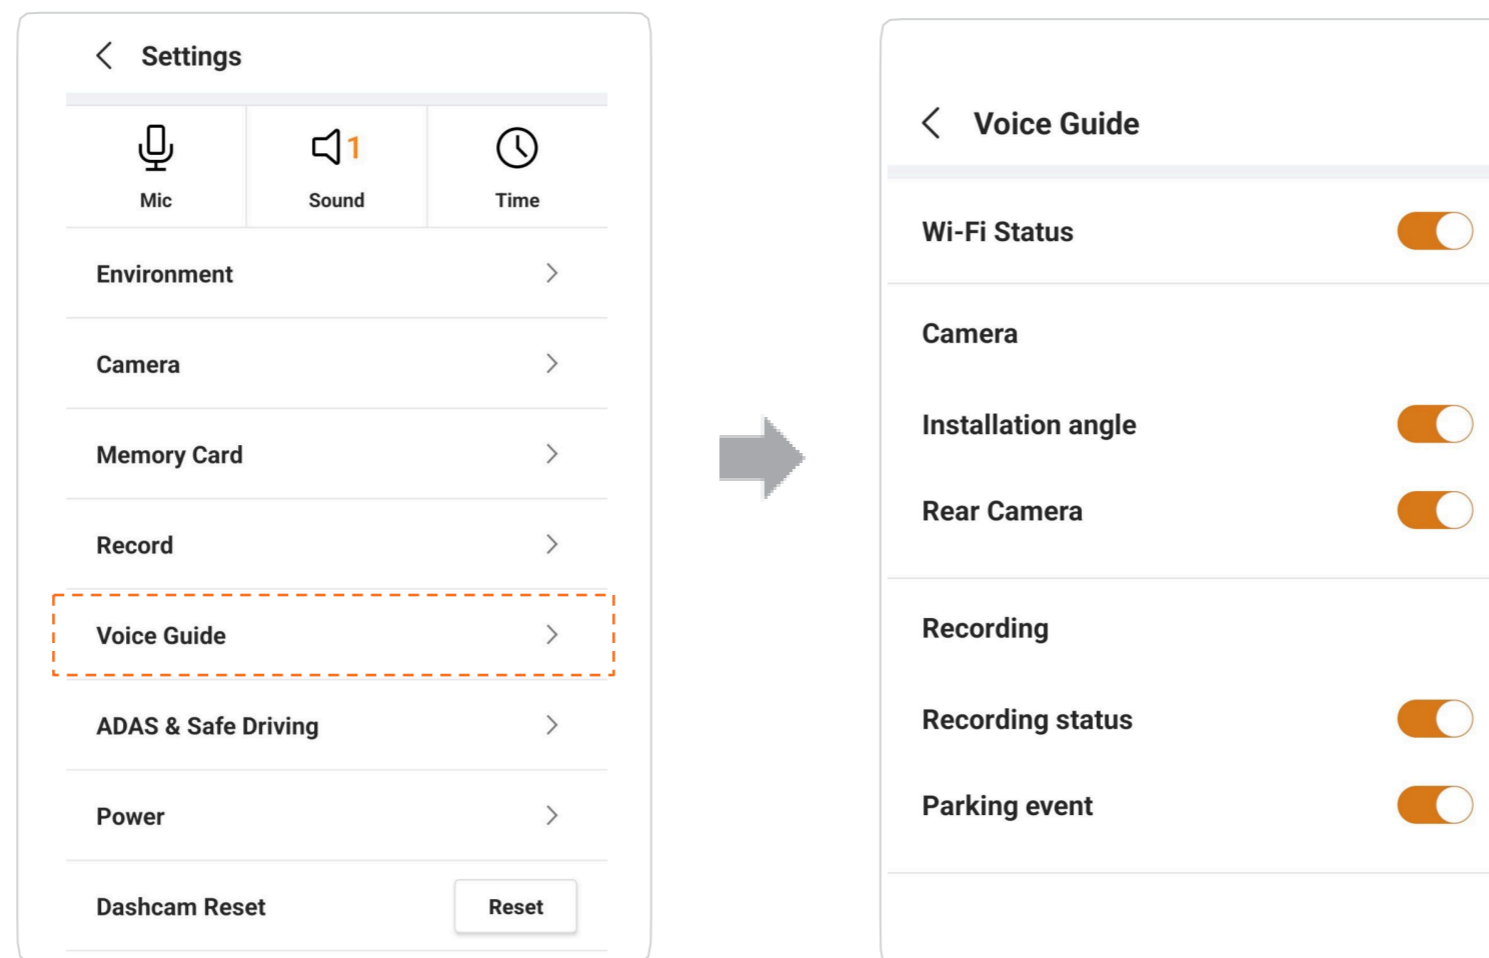 Settings
1
Mic
Sound
Time
Environment
Camera
Memory Card
Record
Voice Guide
ADAS & Safe Driving
Power
Dashcam Reset
Reset
Voice Guide
Wi-Fi Status
Camera
Installation angle
Rear Camera
Recording
Recording status
Parking event